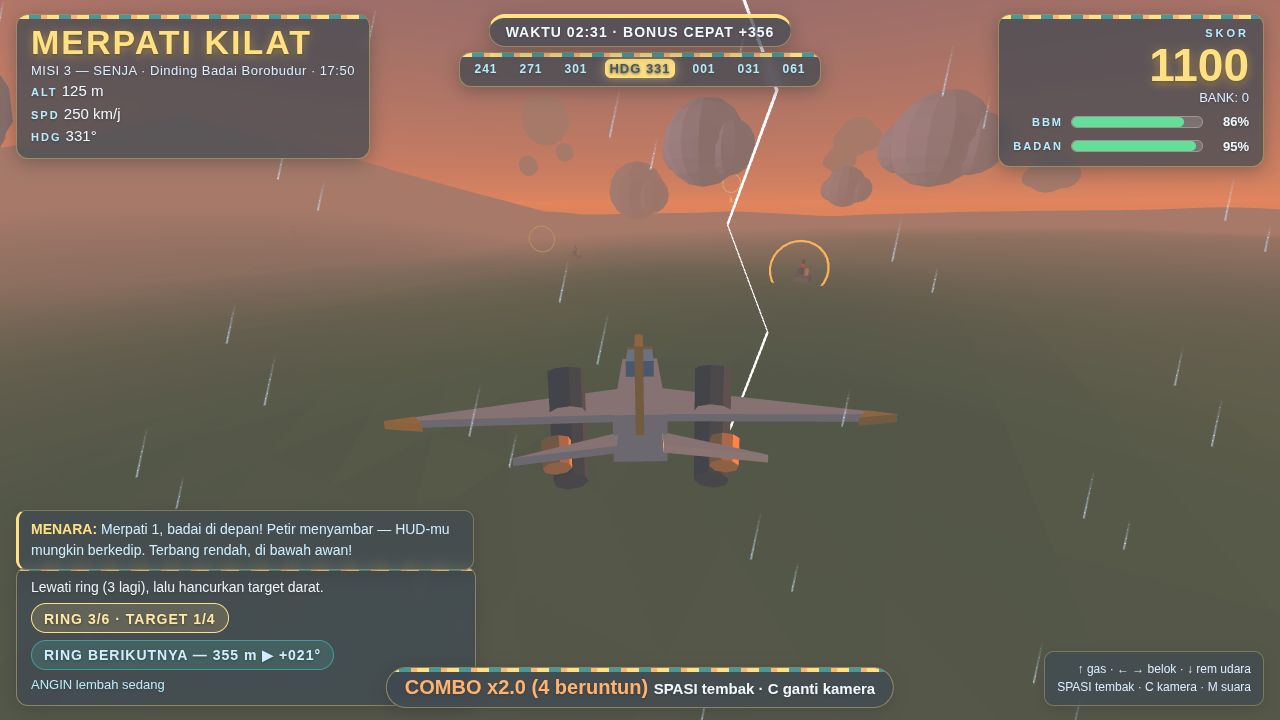 MERPATI KILAT
MISI 3 — SENJA · Dinding Badai Borobudur · 17:50
ALT 125 m
SPD 250 km/j
HDG 331°
WAKTU 02:31 · BONUS CEPAT +356
241 271 301 HDG 331 001 031 061
SKOR
1100
BANK: 0
BBM 86%
BADAN 95%
MENARA: Merpati 1, badai di depan! Petir menyambar — HUD-mu
mungkin berkedip. Terbang rendah, di bawah awan!
Lewati ring (3 lagi), lalu hancurkan target darat.
RING 3/6 · TARGET 1/4
RING BERIKUTNYA — 355 m ▶ +021°
ANGIN lembah sedang
COMBO x2.0 (4 beruntun) SPASI tembak · C ganti kamera
↑ gas · ← → belok · ↓ rem udara
SPASI tembak · C kamera · M suara